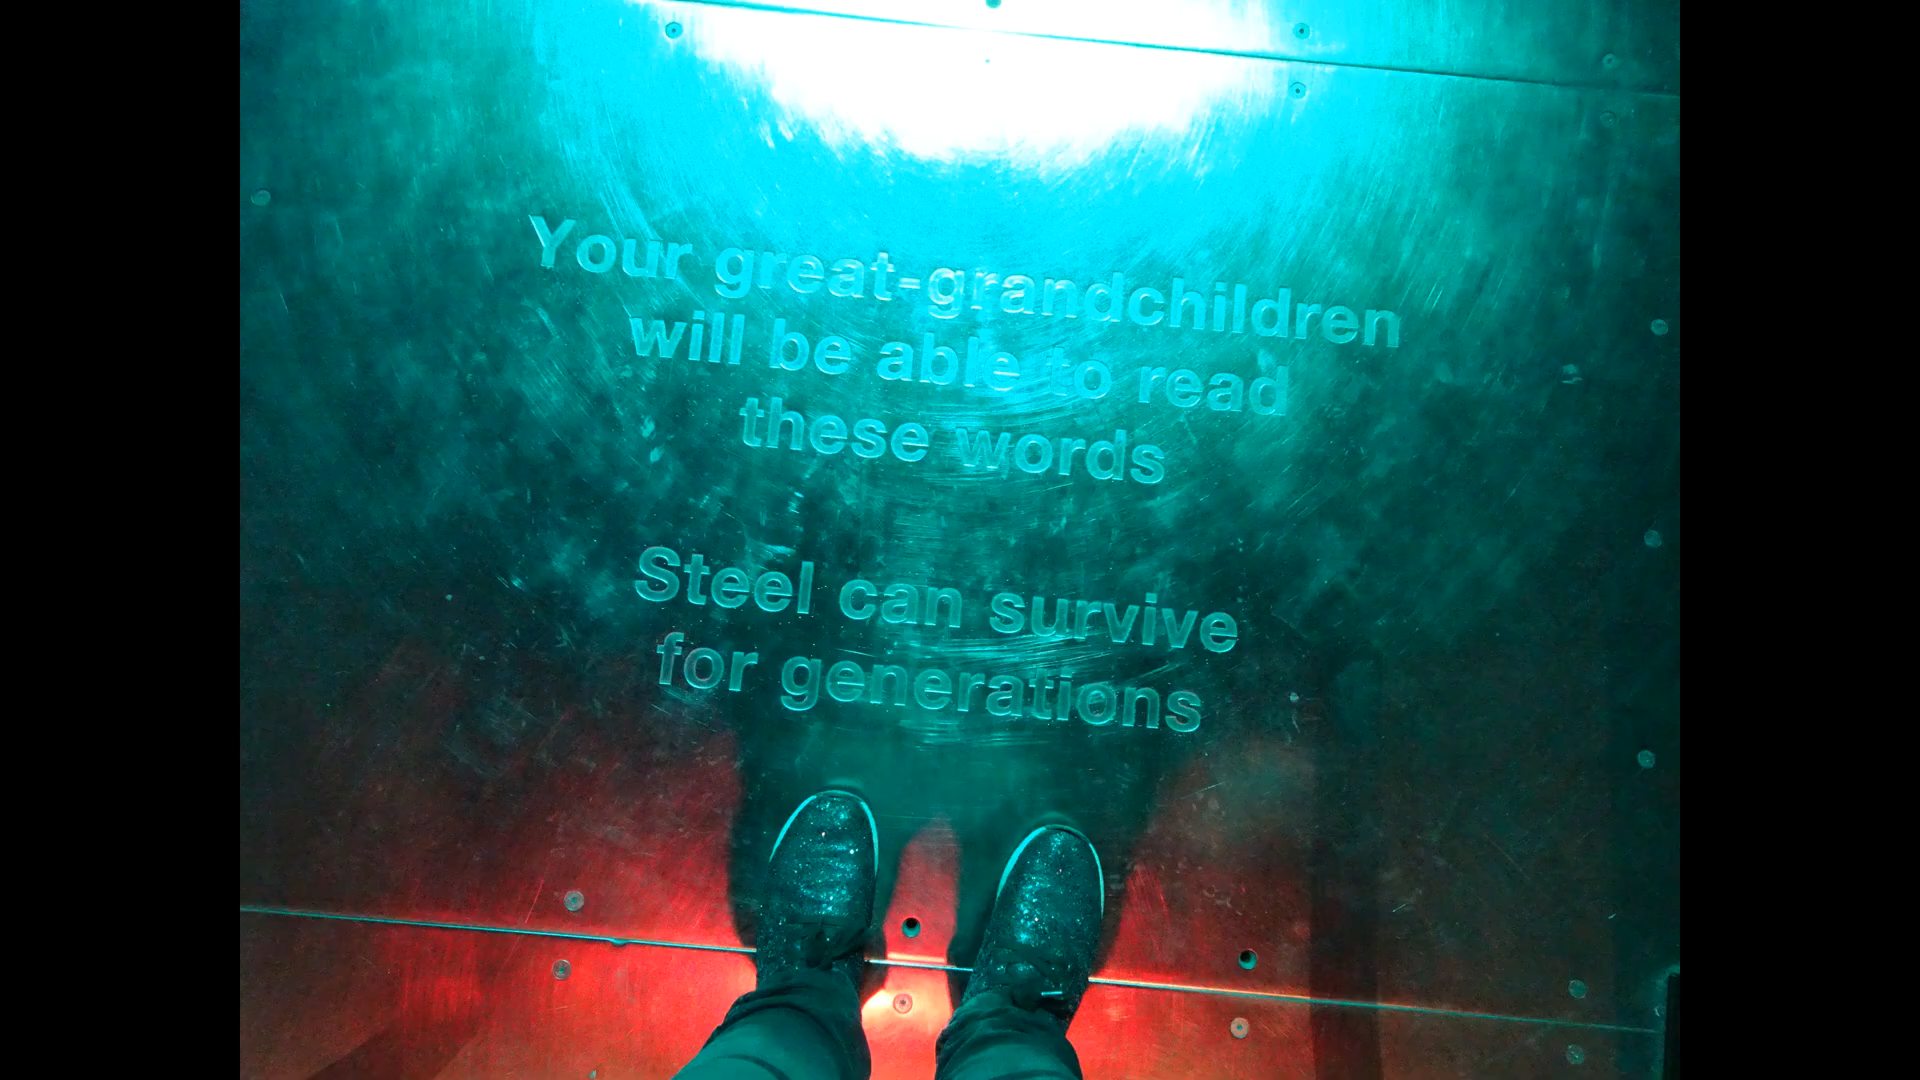 Your great-grandchildren
will be able to read
these words
Steel can survive
for generations